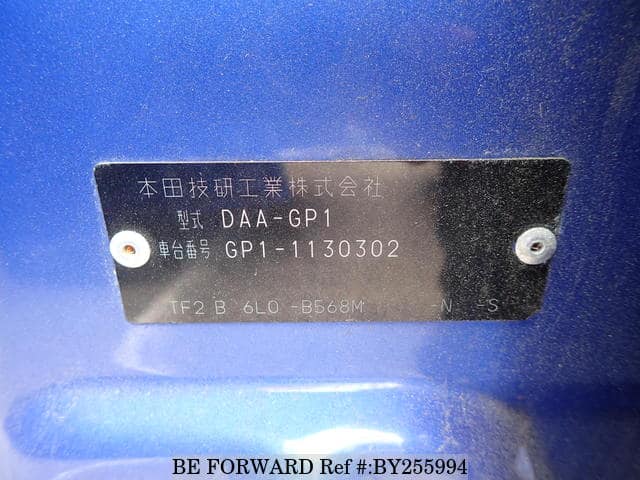 本田技研工業株式会社
型式 DAA-GP1
車台番号 GP1-1130302
TF2 B 6L0 -B568M -N -S
BE FORWARD Ref #:BY255994